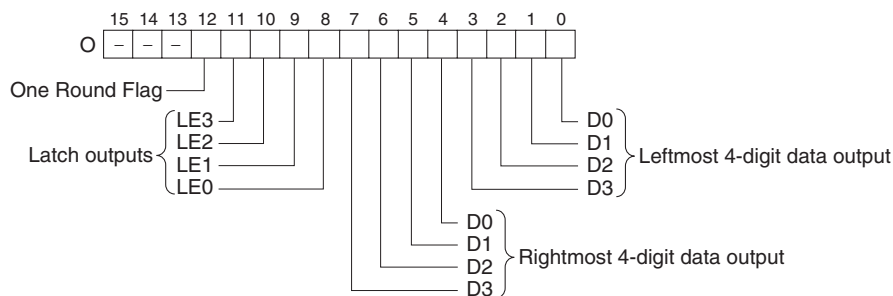 15 14 13 12 11 10 9 8 7 6 5 4 3 2 1 0
O – – –
One Round Flag
Latch outputs
LE3
LE2
LE1
LE0
D0
D1
D2
D3
Leftmost 4-digit data output
D0
D1
D2
D3
Rightmost 4-digit data output